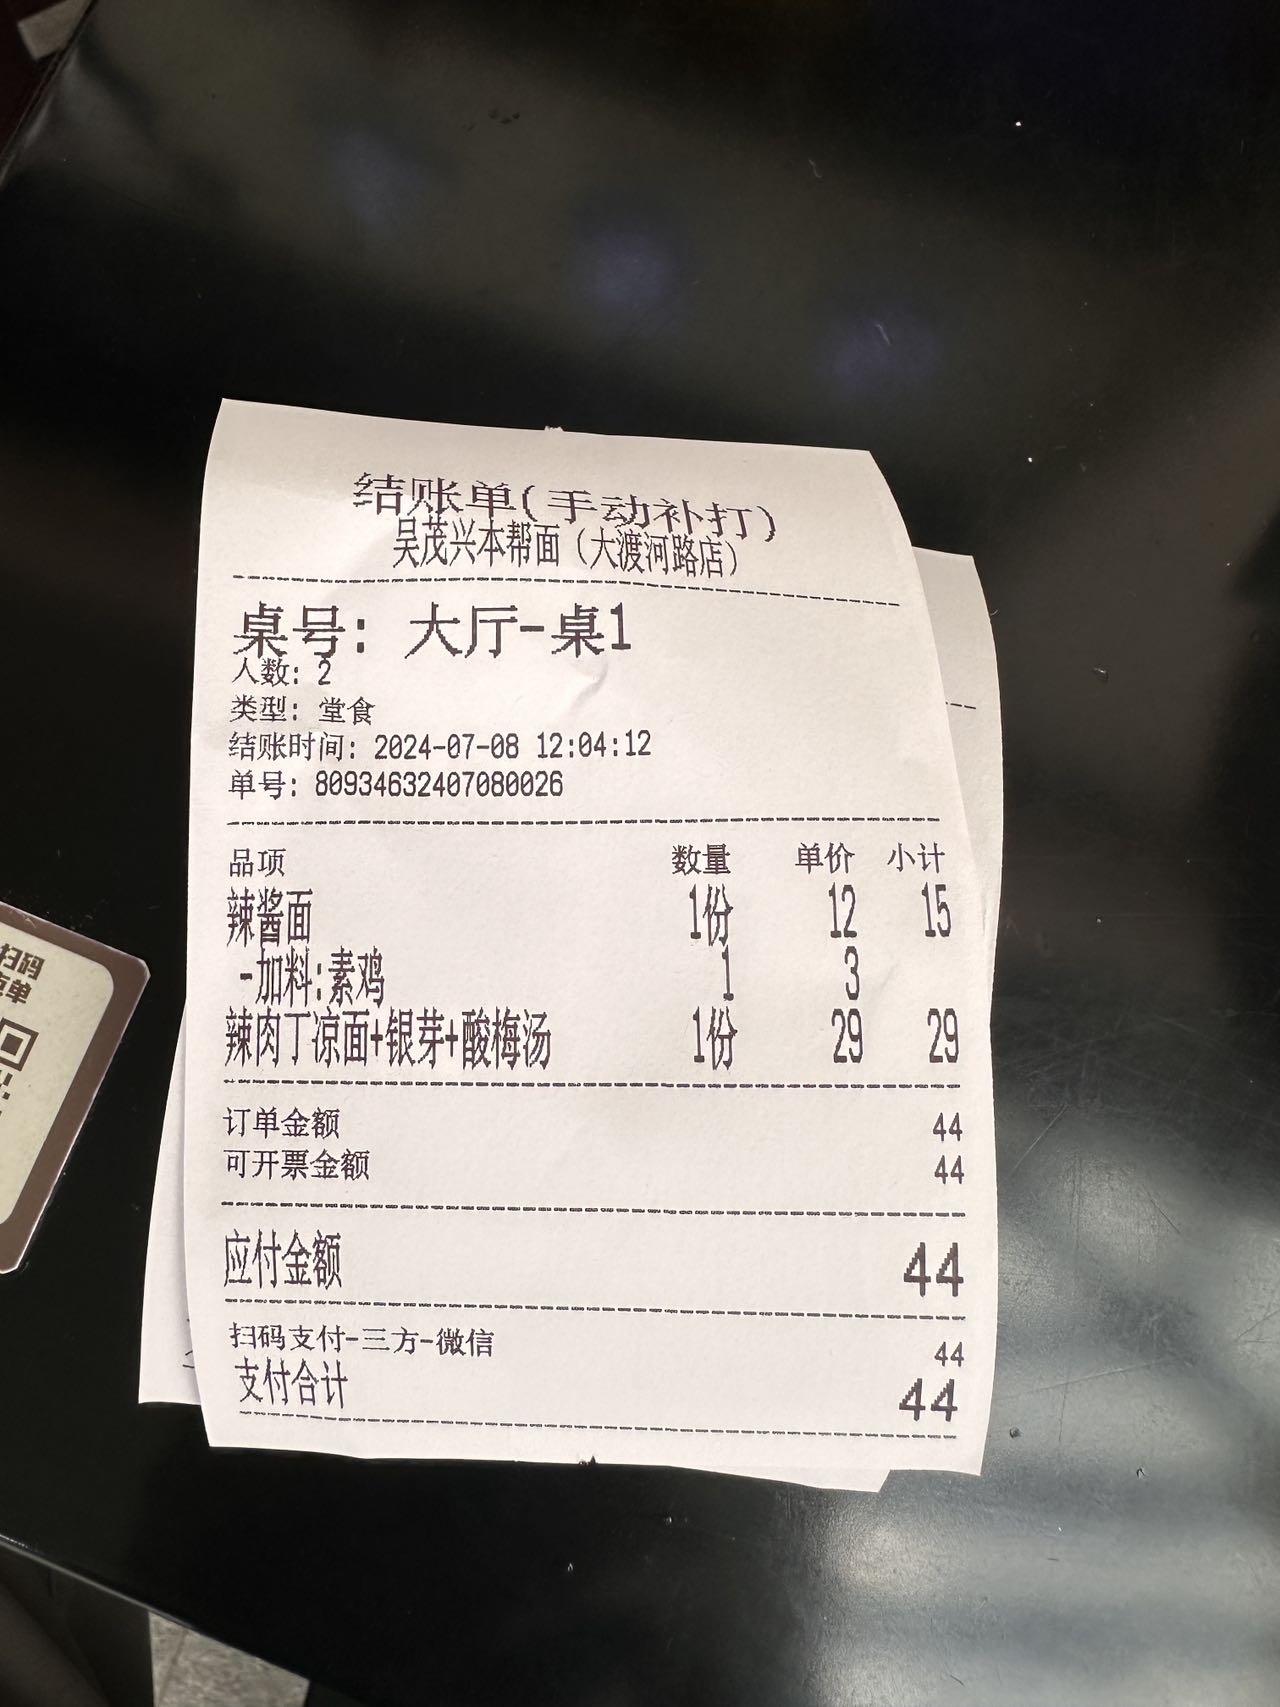 结账单(手动补打)
吴茂兴本帮面（大渡河路店）
桌号: 大厅-桌1
人数: 2
类型: 堂食
结账时间: 2024-07-08 12:04:12
单号: 80934632407080026
品项 数量 单价 小计
辣酱面 1份 12 15
-加料:素鸡 1 3
辣肉丁凉面+银芽+酸梅汤 1份 29 29
订单金额 44
可开票金额 44
应付金额 44
扫码支付-三方-微信 44
支付合计 44
扫码
点单